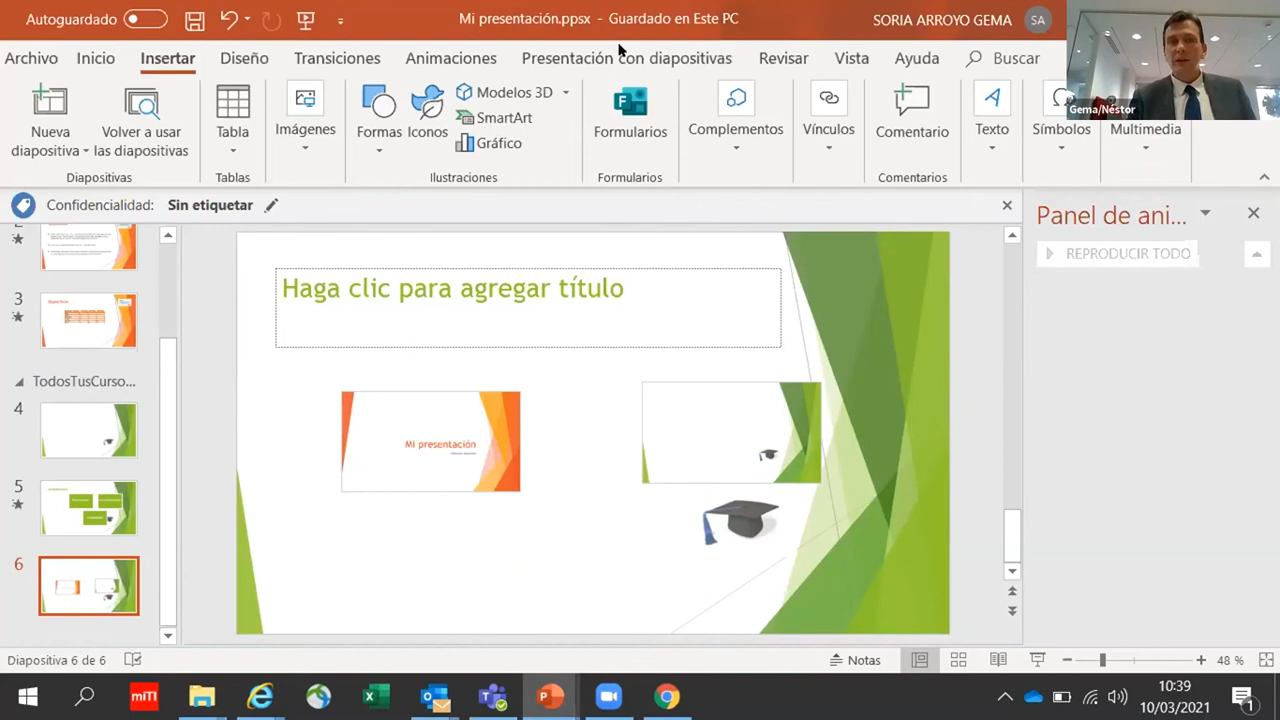 Autoguardado
Mi presentación.ppsx - Guardado en Este PC
SORIA ARROYO GEMA
SA
Archivo Inicio Insertar Diseño Transiciones Animaciones Presentación con diapositivas Revisar Vista Ayuda Buscar
Gema/Néstor
Nueva diapositiva
Volver a usar las diapositivas
Diapositivas
Tabla
Tablas
Imágenes
Formas
Iconos
Modelos 3D
SmartArt
Gráfico
Ilustraciones
Formularios
Formularios
Complementos
Vínculos
Comentario
Comentarios
Texto
Símbolos
Multimedia
Confidencialidad: Sin etiquetar
Panel de ani...
REPRODUCIR TODO
2
3
TodosTusCurso...
4
5
6
Haga clic para agregar título
Mi presentación
Diapositiva 6 de 6
Notas
48 %
miTI
10:39
10/03/2021
1